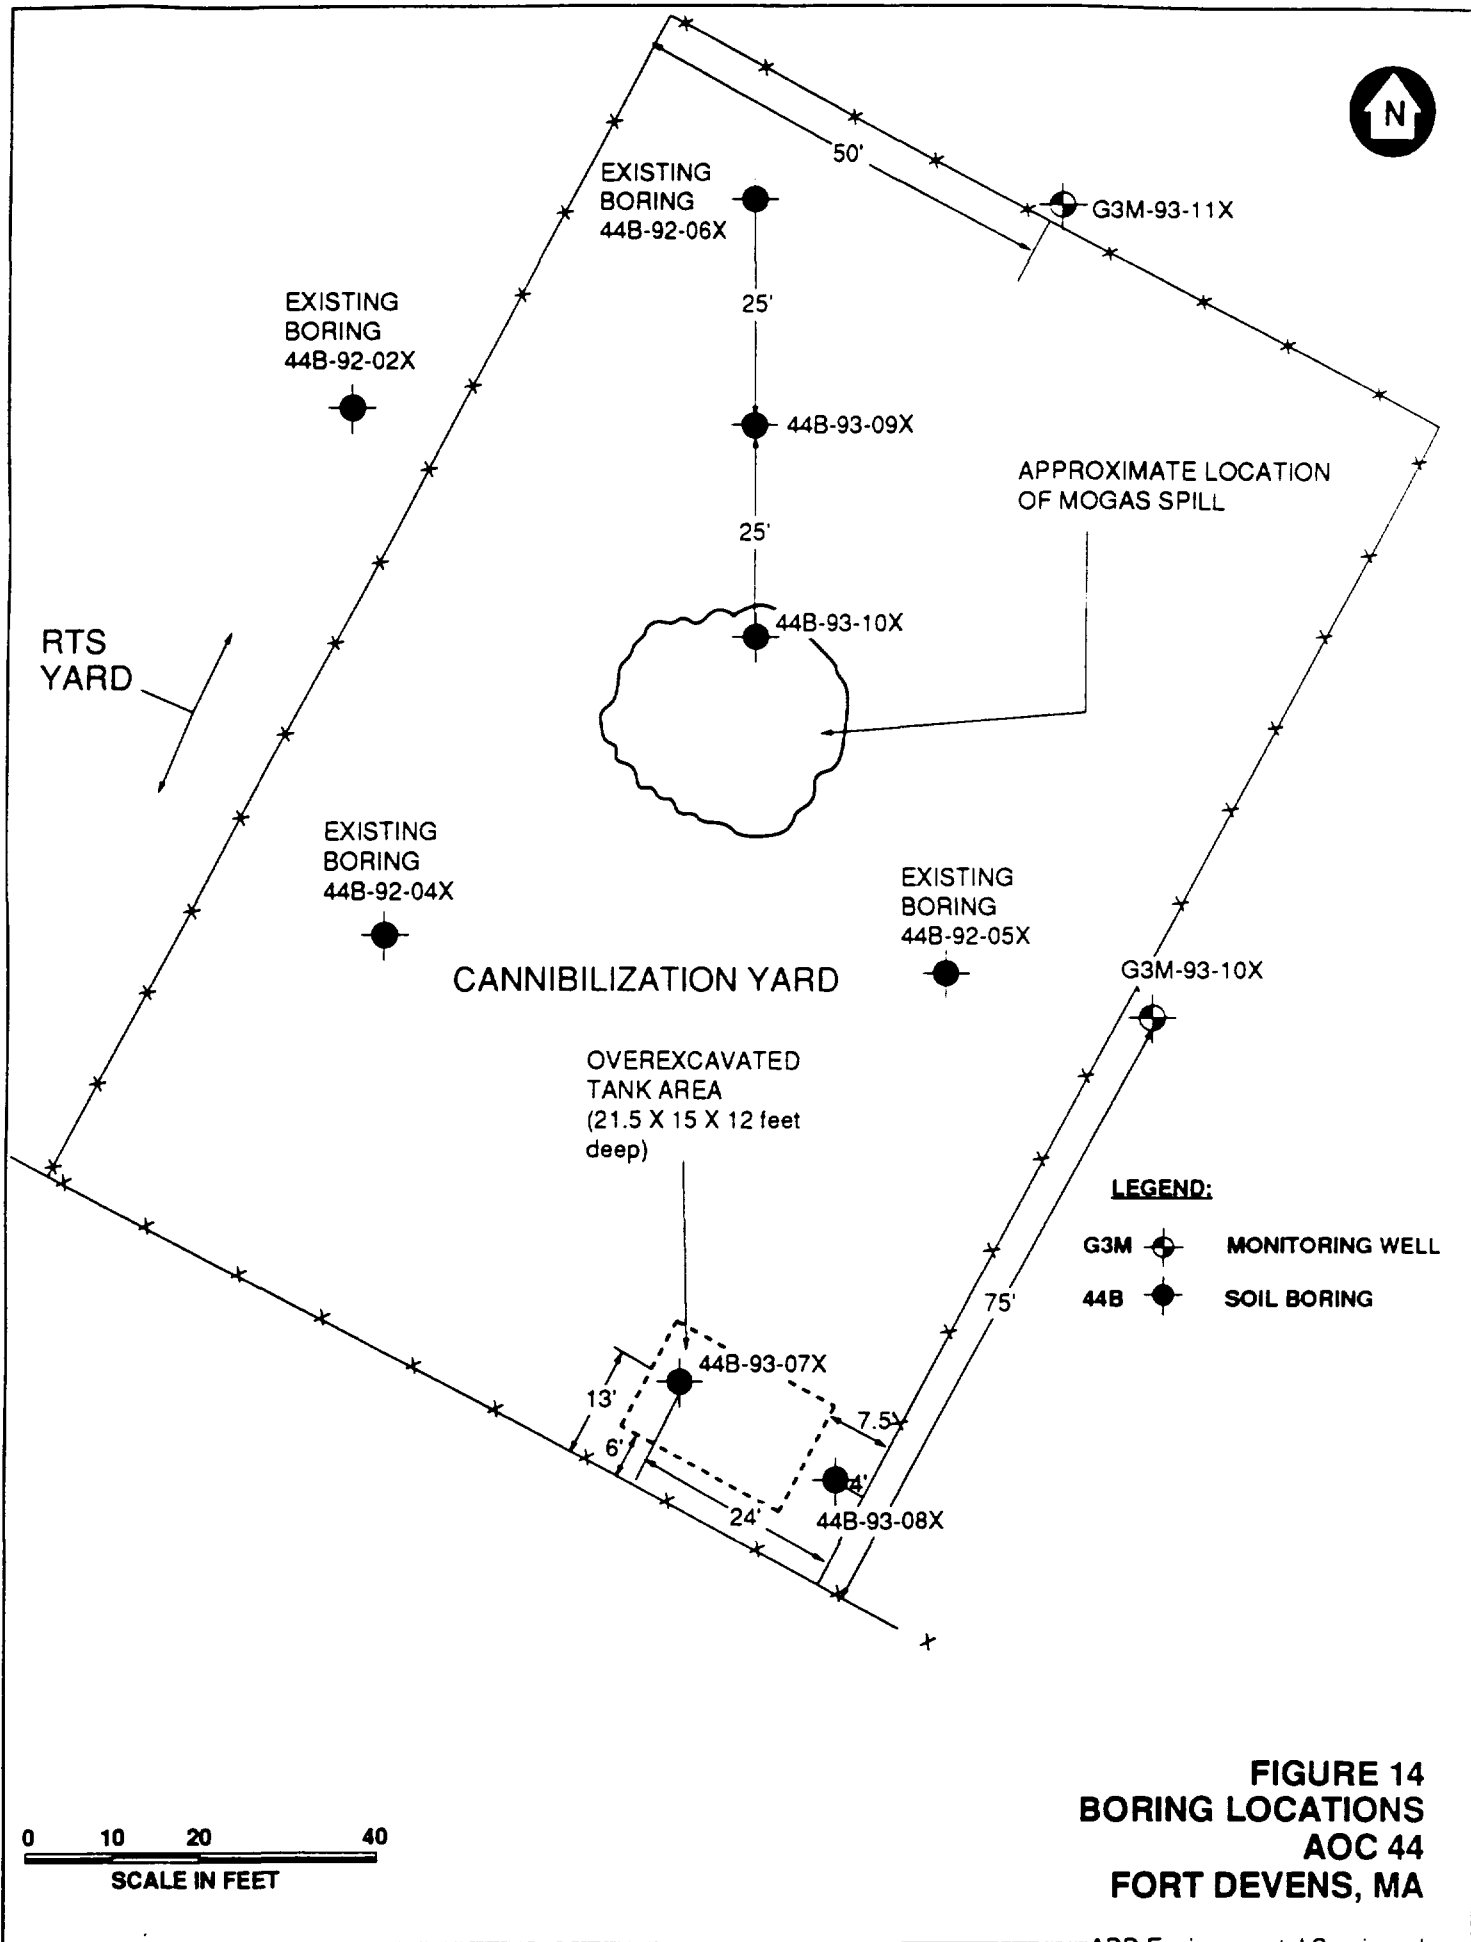 N
50'
EXISTING
BORING
44B-92-06X
G3M-93-11X
25'
EXISTING
BORING
44B-92-02X
44B-93-09X
APPROXIMATE LOCATION
OF MOGAS SPILL
25'
44B-93-10X
RTS
YARD
EXISTING
BORING
44B-92-04X
EXISTING
BORING
44B-92-05X
CANNIBILIZATION YARD
G3M-93-10X
OVEREXCAVATED
TANK AREA
(21.5 X 15 X 12 feet
deep)
LEGEND:
G3M MONITORING WELL
44B SOIL BORING
75'
44B-93-07X
13'
7.5'
6'
4'
24'
44B-93-08X
FIGURE 14
BORING LOCATIONS
AOC 44
FORT DEVENS, MA
0 10 20 40
SCALE IN FEET